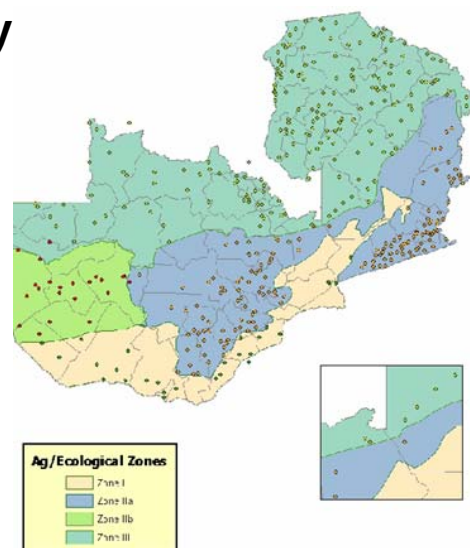 y
Ag/Ecological Zones
Zone I
Zone IIa
Zone IIb
Zone III